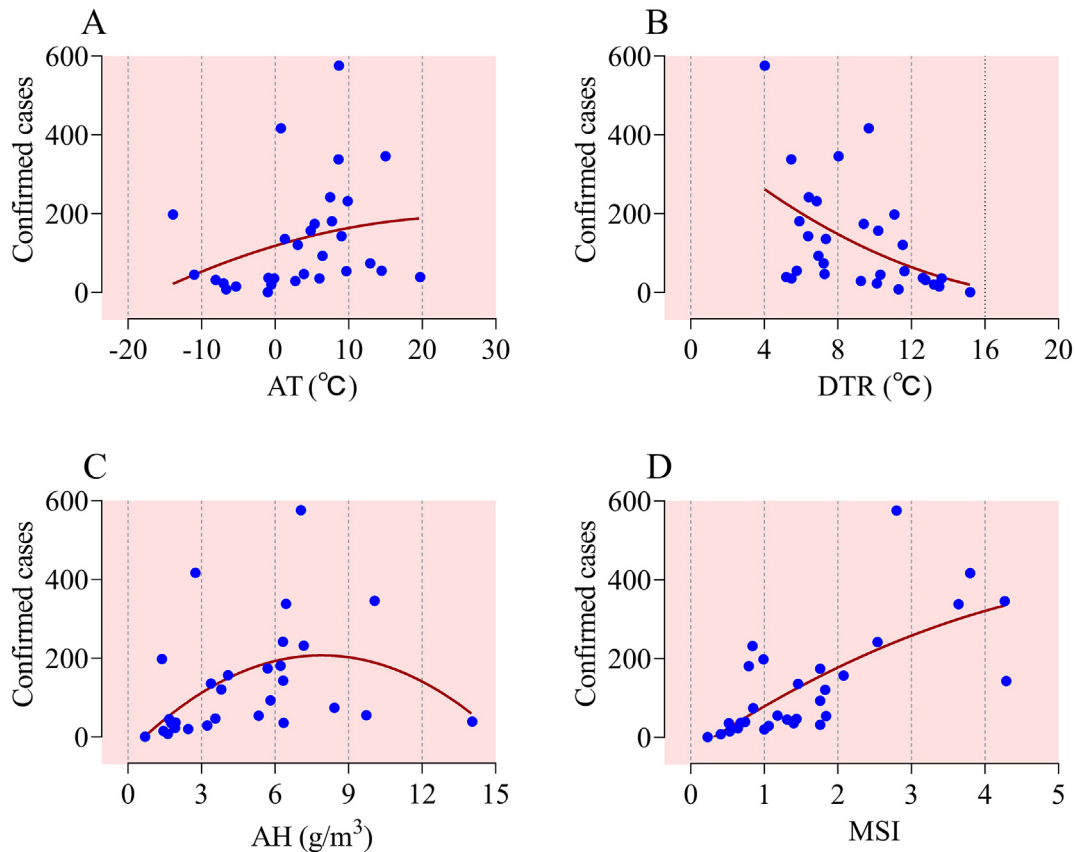 A
B
600
400
200
0
Confirmed cases
-20 -10 0 10 20 30
AT (℃)
600
400
200
0
Confirmed cases
0 4 8 12 16 20
DTR (℃)
C
D
600
400
200
0
Confirmed cases
0 3 6 9 12 15
AH (g/m³)
600
400
200
0
Confirmed cases
0 1 2 3 4 5
MSI